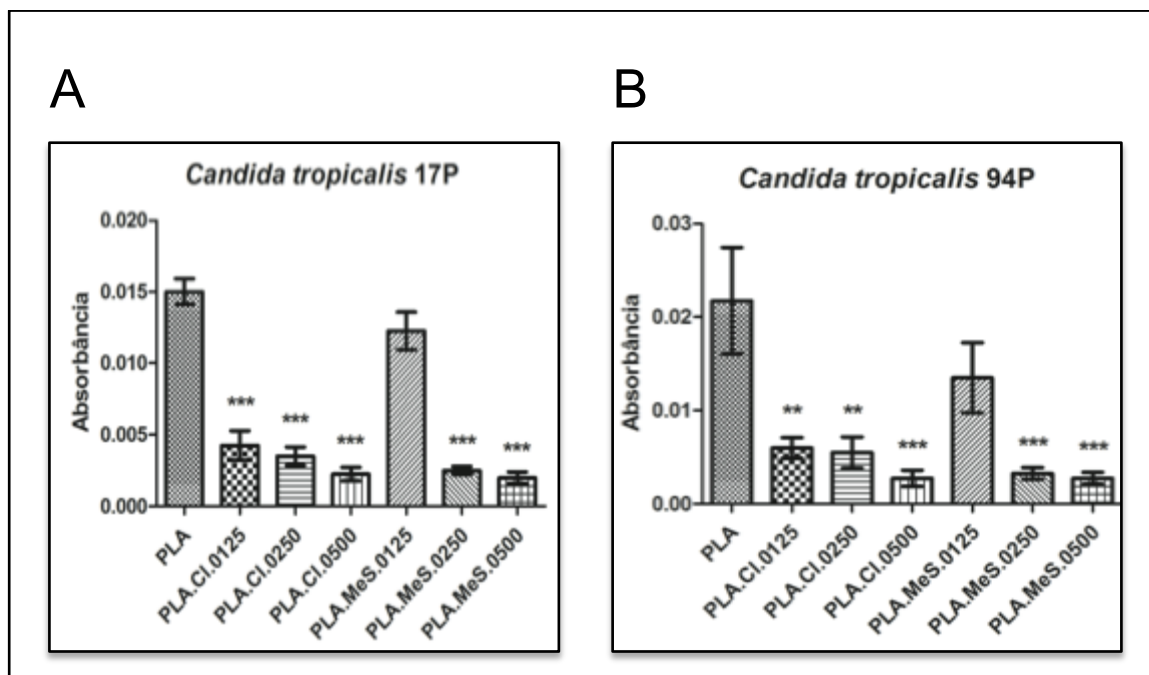 A
B
Candida tropicalis 17P
0.020
0.015
0.010
0.005
0.000
Absorbância
***
***
***
***
***
PLA
PLA.Cl.0125
PLA.Cl.0250
PLA.Cl.0500
PLA.MeS.0125
PLA.MeS.0250
PLA.MeS.0500
Candida tropicalis 94P
0.03
0.02
0.01
0.00
Absorbância
**
**
***
***
***
PLA
PLA.Cl.0125
PLA.Cl.0250
PLA.Cl.0500
PLA.MeS.0125
PLA.MeS.0250
PLA.MeS.0500